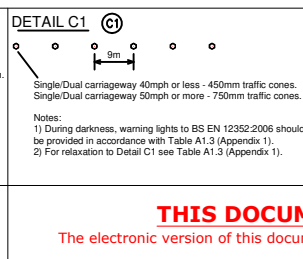 DETAIL C1 C1
9m
Single/Dual carriageway 40mph or less - 450mm traffic cones.
Single/Dual carriageway 50mph or more - 750mm traffic cones.
Notes:
1) During darkness, warning lights to BS EN 12352:2006 should
be provided in accordance with Table A1.3 (Appendix 1).
2) For relaxation to Detail C1 see Table A1.3 (Appendix 1).
THIS
The electronic version of this